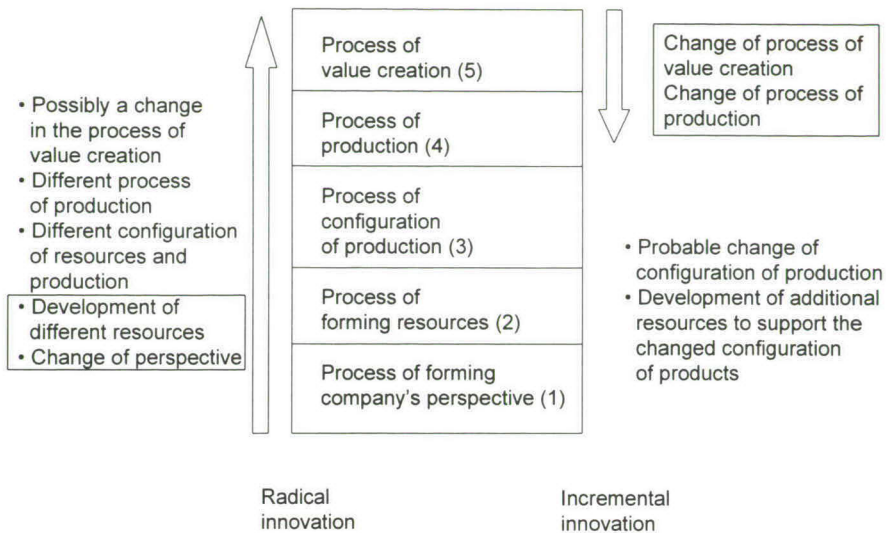 • Possibly a change
in the process of
value creation
• Different process
of production
• Different configuration
of resources and
production
• Development of
different resources
• Change of perspective
Process of
value creation (5)
Process of
production (4)
Process of
configuration
of production (3)
Process of
forming resources (2)
Process of forming
company's perspective (1)
Change of process of
value creation
Change of process of
production
• Probable change of
configuration of production
• Development of additional
resources to support the
changed configuration
of products
Radical
innovation
Incremental
innovation